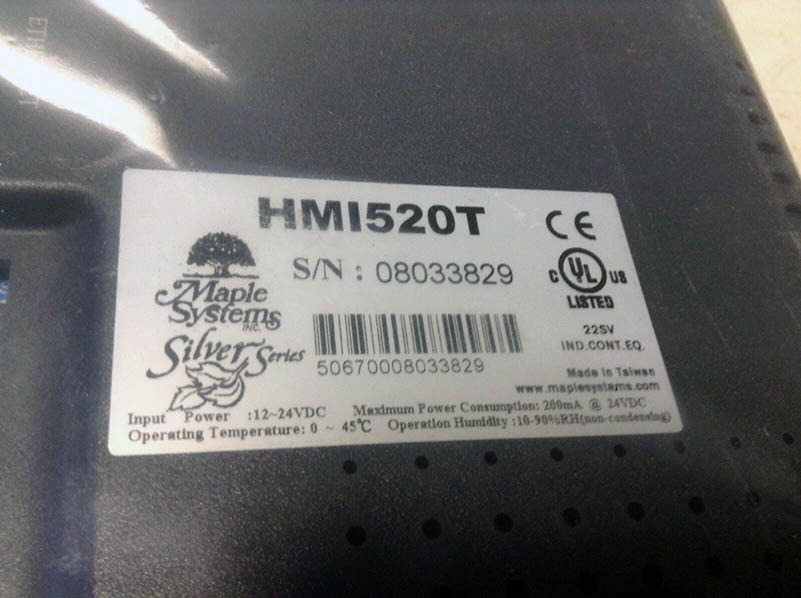 HMI520T
CE
S/N : 08033829
C UL US
LISTED
Maple
Systems
INC.
Silver Series
50670008033829
225V
IND.CONT.EQ.
Made in Taiwan
www.maplesystems.com
Input Power :12~24VDC Maximum Power Consumption: 200mA @ 24VDC
Operating Temperature: 0 ~ 45℃ Operation Humidity :10-90%RH(non-condensing)